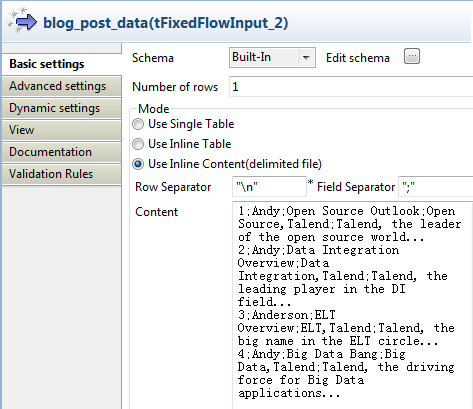 blog_post_data(tFixedFlowInput_2)
Basic settings
Advanced settings
Dynamic settings
View
Documentation
Validation Rules
Schema Built-In Edit schema ...
Number of rows 1
Mode
Use Single Table
Use Inline Table
Use Inline Content(delimited file)
Row Separator "\n" * Field Separator ";"
Content
1;Andy;Open Source Outlook;Open
Source,Talend;Talend, the leader
of the open source world...
2;Andy;Data Integration
Overview;Data
Integration,Talend;Talend, the
leading player in the DI
field...
3;Anderson;ELT
Overview;ELT,Talend;Talend, the
big name in the ELT circle...
4;Andy;Big Data Bang;Big
Data,Talend;Talend, the driving
force for Big Data
applications...